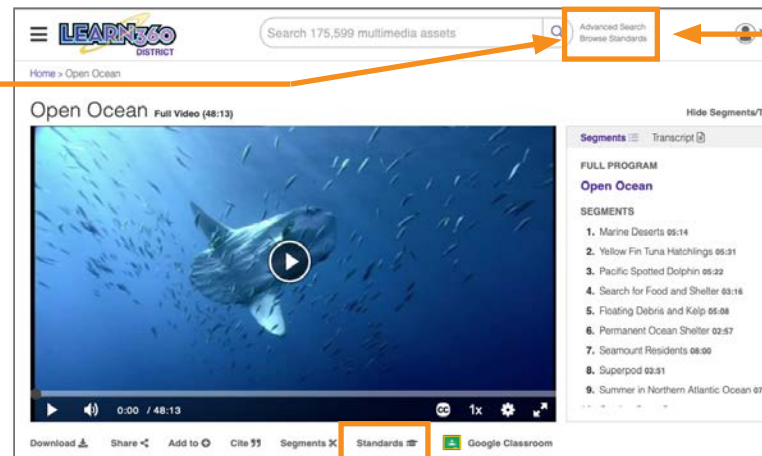 LEARN360
DISTRICT
Search 175,599 multimedia assets
Advanced Search
Browse Standards
Home > Open Ocean
Open Ocean Full Video (48:13)
Hide Segments/T
Segments Transcript
FULL PROGRAM
Open Ocean
SEGMENTS
1. Marine Deserts 05:14
2. Yellow Fin Tuna Hatchlings 05:31
3. Pacific Spotted Dolphin 05:22
4. Search for Food and Shelter 03:16
5. Floating Debris and Kelp 05:08
6. Permanent Ocean Shelter 02:57
7. Seamount Residents 08:00
8. Superpod 03:51
9. Summer in Northern Atlantic Ocean 07
0:00 / 48:13 CC 1x
Download Share Add to Cite Segments Standards Google Classroom